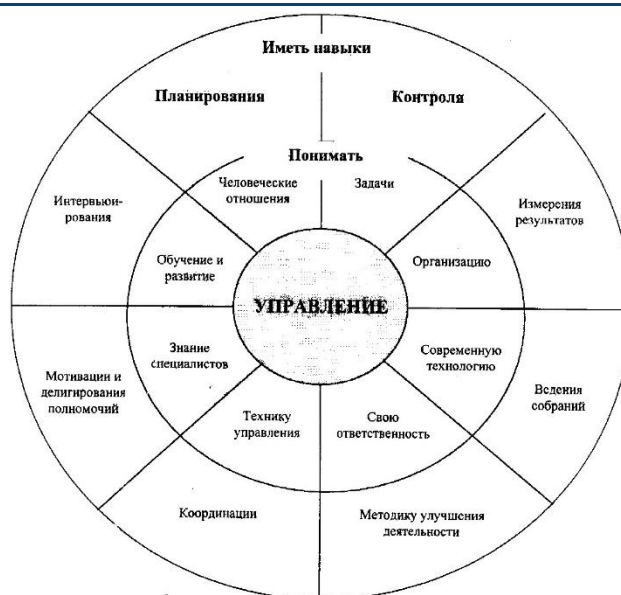 Иметь навыки
Планирования
Контроля
Понимать
Человеческие
отношения
Задачи
Интервьюи-
рования
Измерения
результатов
Обучение и
развитие
Организацию
УПРАВЛЕНИЕ
Знание
специалистов
Современную
технологию
Мотивации и
делигирования
полномочий
Ведения
собраний
Технику
управления
Свою
ответственность
Координации
Методику улучшения
деятельности